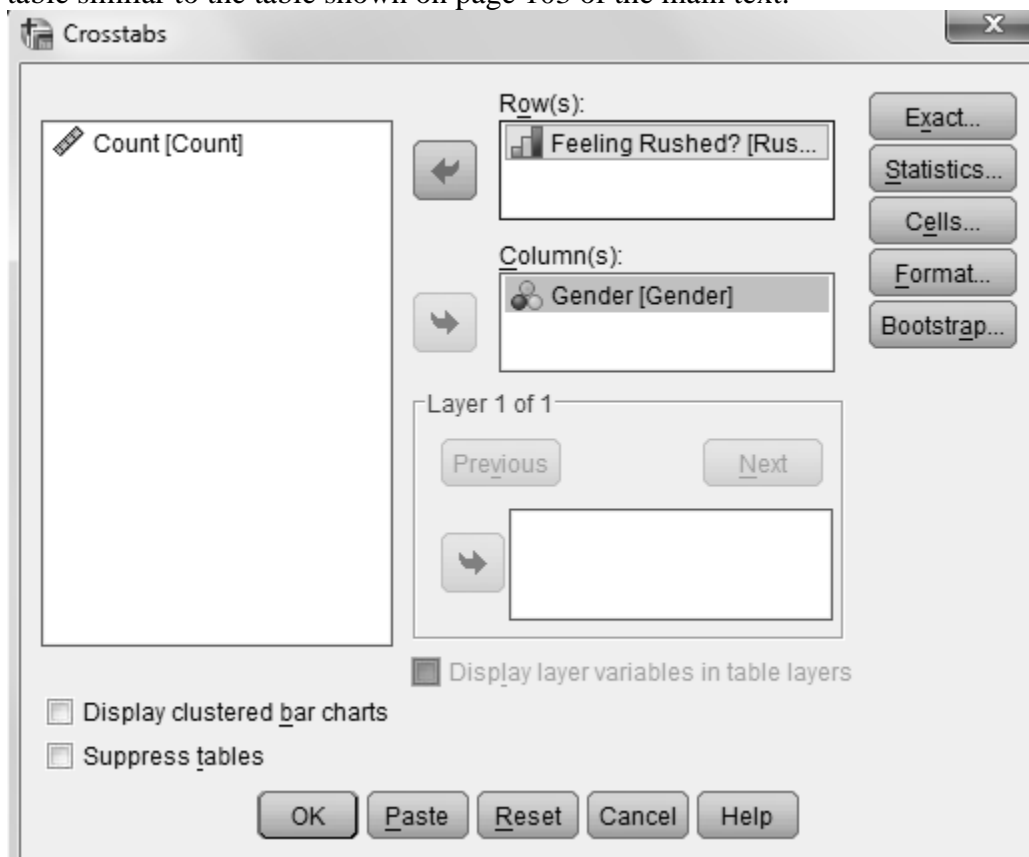 table similar to the table shown on page 103 of the main text.
Crosstabs
X
Count [Count]
Row(s):
Feeling Rushed? [Rus...
Column(s):
Gender [Gender]
Exact...
Statistics...
Cells...
Format...
Bootstrap...
Layer 1 of 1
Previous
Next
Display layer variables in table layers
Display clustered bar charts
Suppress tables
OK
Paste
Reset
Cancel
Help